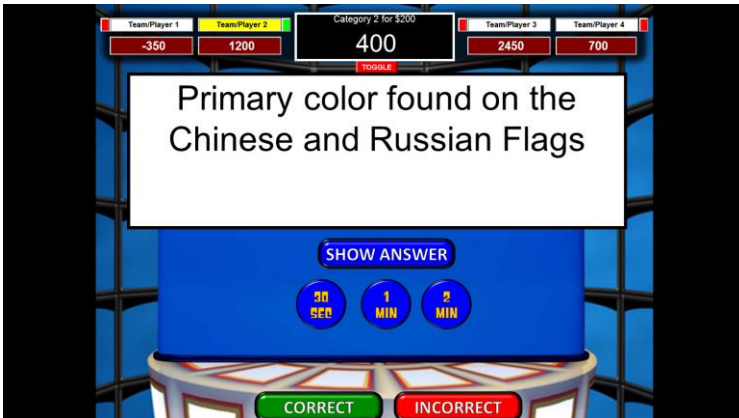 Team/Player 1
-350
Team/Player 2
1200
Category 2 for $200
400
TOGGLE
Team/Player 3
2450
Team/Player 4
700
Primary color found on the
Chinese and Russian Flags
SHOW ANSWER
30
SEC
1
MIN
2
MIN
CORRECT
INCORRECT